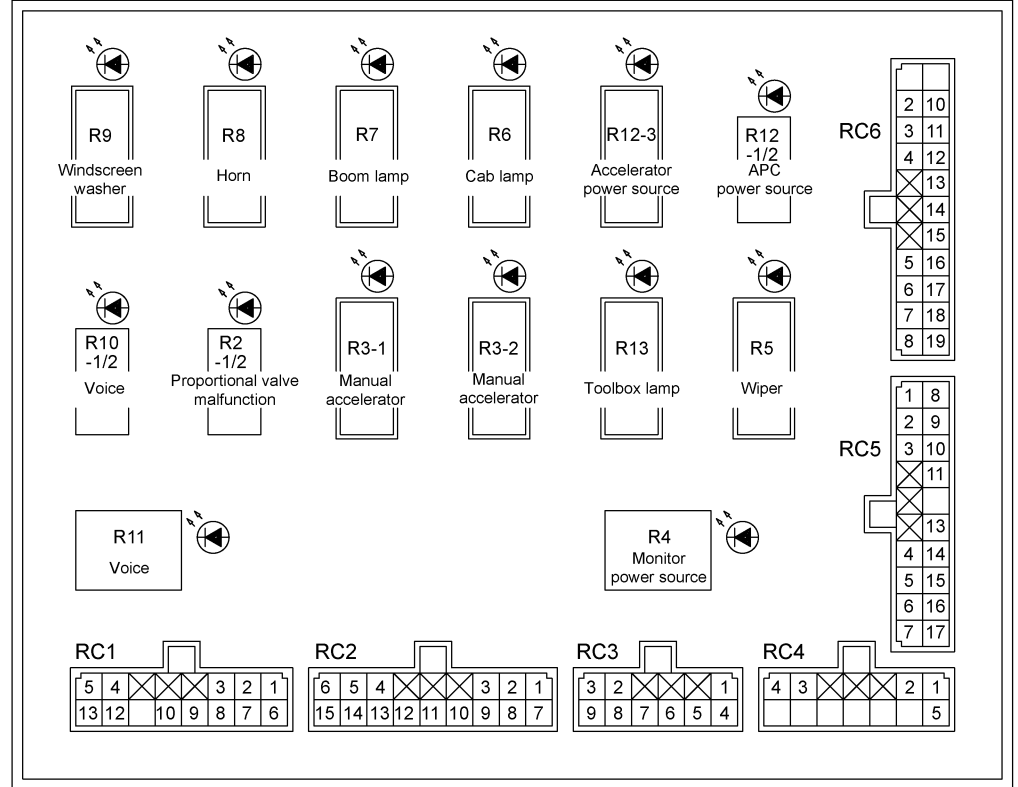 R9
Windscreen
washer
R8
Horn
R7
Boom lamp
R6
Cab lamp
R12-3
Accelerator
power source
R12
-1/2
APC
power source
RC6
2 10
3 11
4 12
13
14
15
5 16
6 17
7 18
8 19
R10
-1/2
Voice
R2
-1/2
Proportional valve
malfunction
R3-1
Manual
accelerator
R3-2
Manual
accelerator
R13
Toolbox lamp
R5
Wiper
RC5
1 8
2 9
3 10
11
13
4 14
5 15
6 16
7 17
R11
Voice
R4
Monitor
power source
RC1
5 4 3 2 1
13 12 10 9 8 7 6
RC2
6 5 4 3 2 1
15 14 13 12 11 10 9 8 7
RC3
3 2 1
9 8 7 6 5 4
RC4
4 3 2 1
5